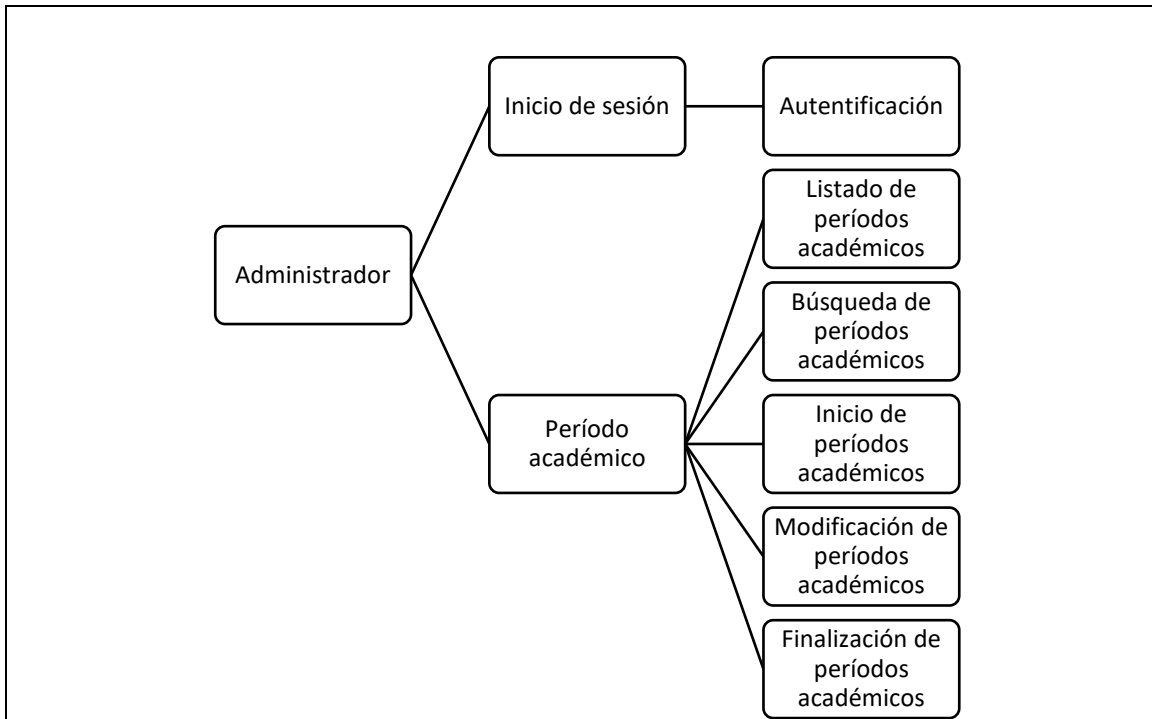 Administrador
Inicio de sesión
Autentificación
Período
académico
Listado de
períodos
académicos
Búsqueda de
períodos
académicos
Inicio de
períodos
académicos
Modificación de
períodos
académicos
Finalización de
períodos
académicos